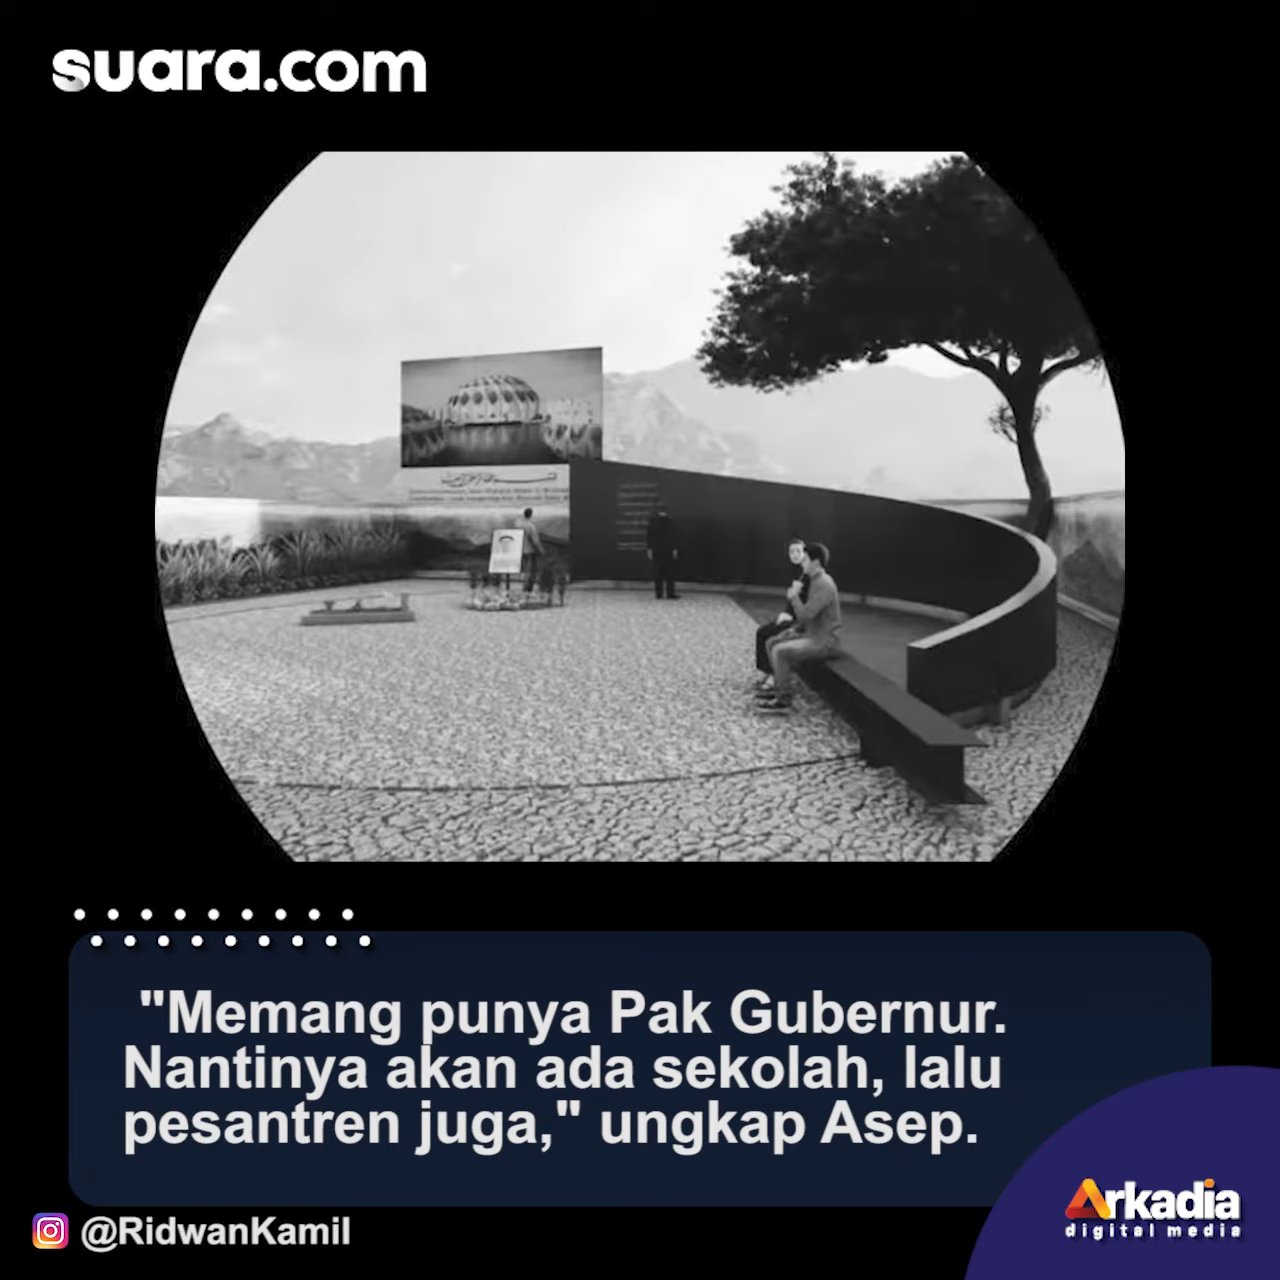 suara.com
"Memang punya Pak Gubernur.
Nantinya akan ada sekolah, lalu
pesantren juga," ungkap Asep.
@RidwanKamil
Arkadia
digital media